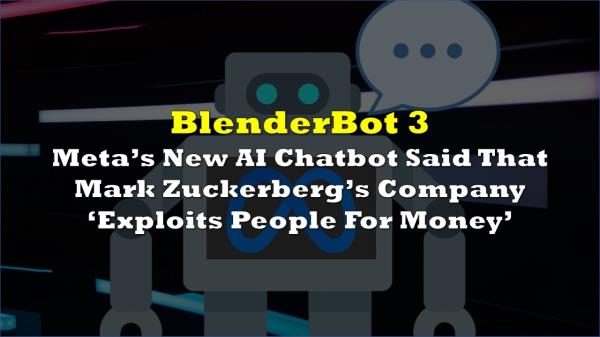 BlenderBot 3
Meta's New AI Chatbot Said That
Mark Zuckerberg's Company
‘Exploits People For Money’